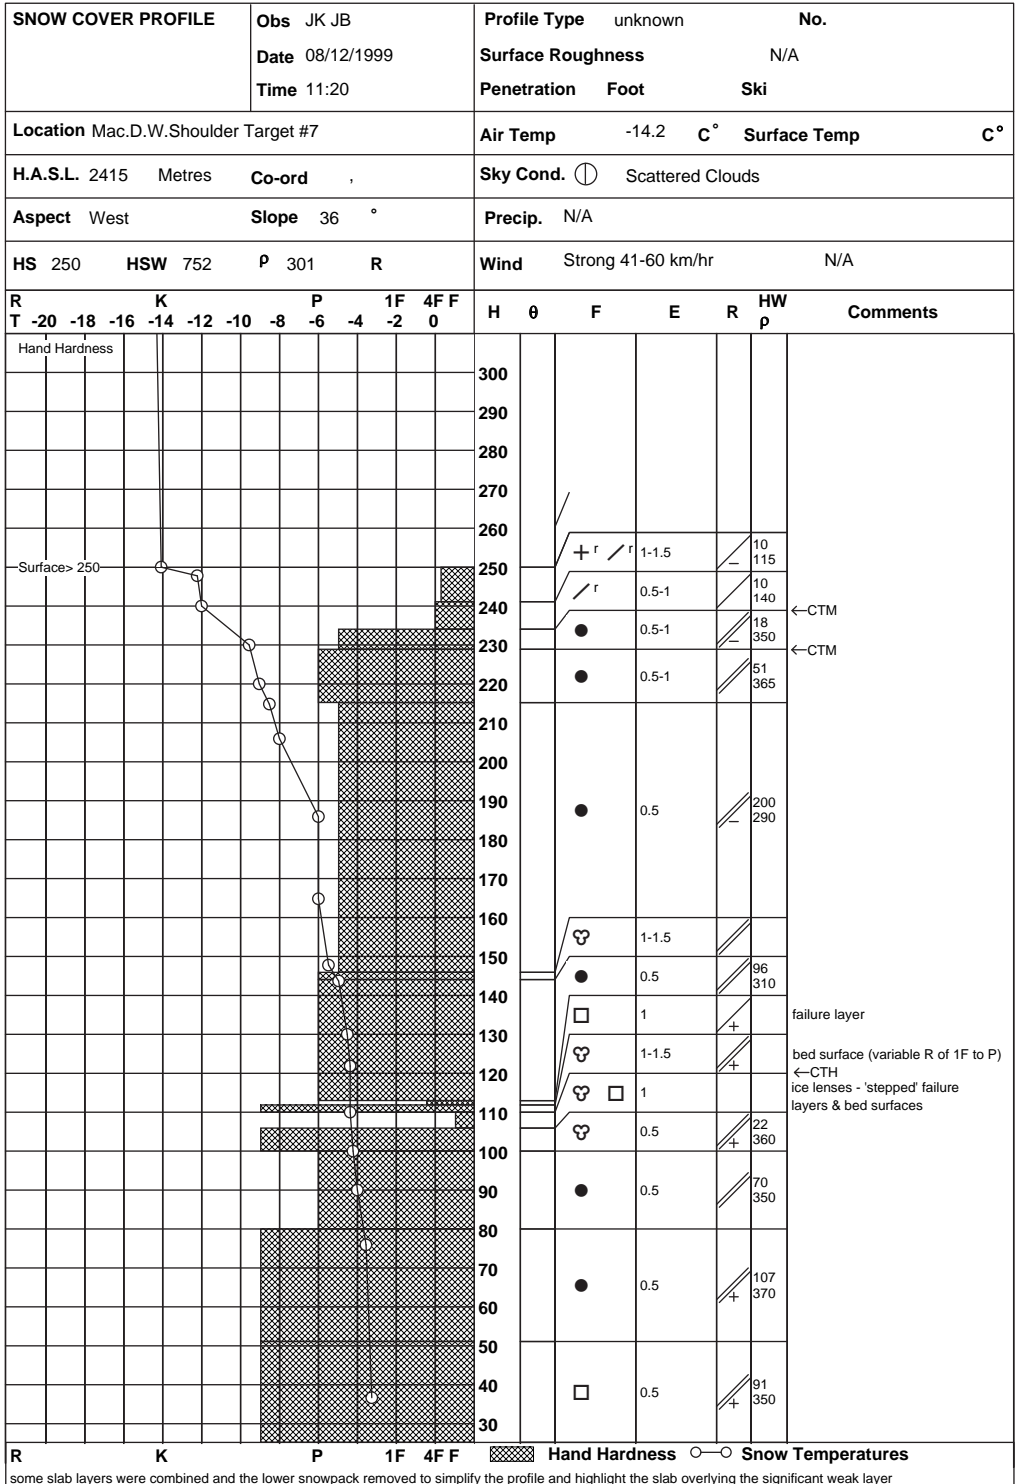 SNOW COVER PROFILE
Obs JK JB
Date 08/12/1999
Time 11:20
Profile Type unknown No.
Surface Roughness N/A
Penetration Foot Ski
Location Mac.D.W.Shoulder Target #7
Air Temp -14.2 C° Surface Temp C°
H.A.S.L. 2415 Metres Co-ord ,
Sky Cond. Scattered Clouds
Aspect West Slope 36 °
Precip. N/A
HS 250 HSW 752 ρ 301 R
Wind Strong 41-60 km/hr N/A
R K P 1F 4F F
T -20 -18 -16 -14 -12 -10 -8 -6 -4 -2 0
H θ F E R HW ρ Comments
Hand Hardness
300
290
280
270
260
+ r / r 1-1.5 – 10 115
Surface> 250
250
/ r 0.5-1 10 140
240
←CTM
● 0.5-1 – 18 350
230
←CTM
● 0.5-1 51 365
220
210
200
190
● 0.5 – 200 290
180
170
160
1-1.5
150
● 0.5 96 310
140
□ 1 + failure layer
130
1-1.5 + bed surface (variable R of 1F to P)
120
←CTH
□ 1 ice lenses - 'stepped' failure
layers & bed surfaces
110
0.5 + 22 360
100
90
● 0.5 70 350
80
70
● 0.5 + 107 370
60
50
40
□ 0.5 + 91 350
30
R K P 1F 4F F
Hand Hardness Snow Temperatures
some slab layers were combined and the lower snowpack removed to simplify the profile and highlight the slab overlying the significant weak layer